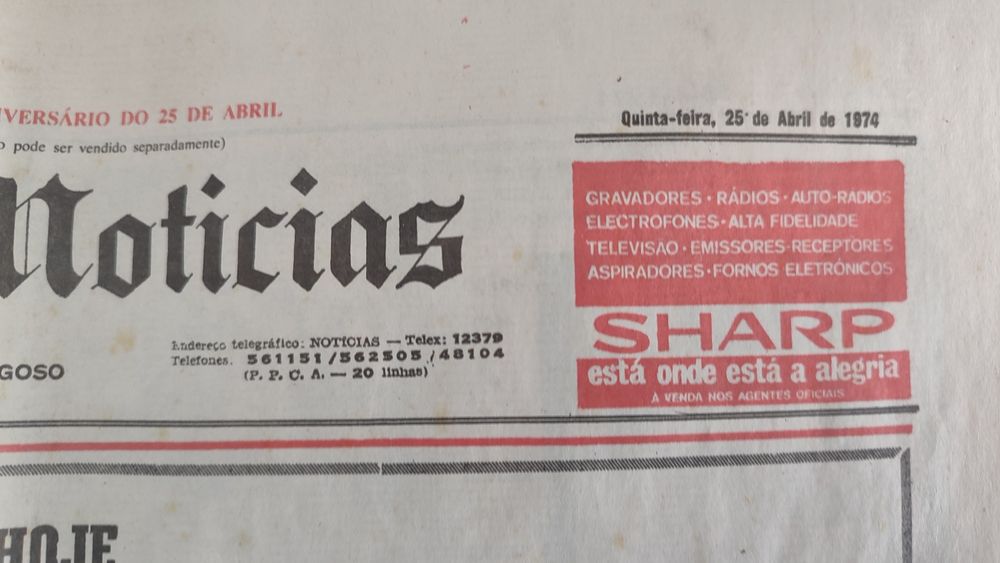 IVERSÁRIO DO 25 DE ABRIL
Quinta-feira, 25 de Abril de 1974
o pode ser vendido separadamente)
Noticias
GRAVADORES · RÁDIOS · AUTO-RADIOS
ELECTROFONES · ALTA FIDELIDADE
TELEVISÃO · EMISSORES-RECEPTORES
ASPIRADORES · FORNOS ELETRÓNICOS
SHARP
está onde está a alegria
À VENDA NOS AGENTES OFICIAIS
Endereço telegráfico: NOTÍCIAS — Telex: 12379
Telefones. 561151/562505/48104
(P. P. C. A. — 20 linhas)
GOSO
HOJE